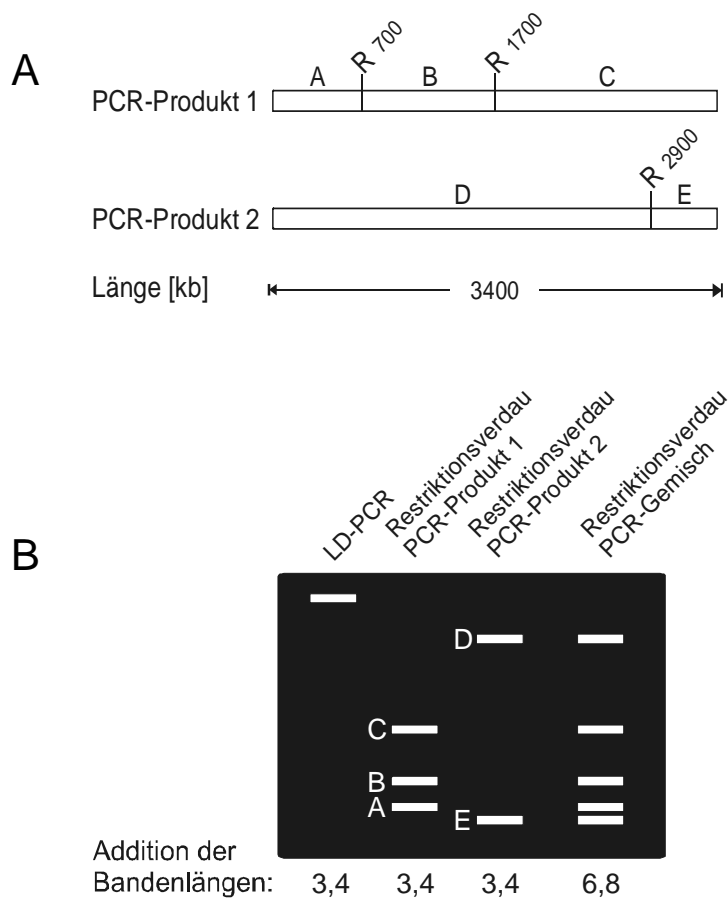 A
R 700
R 1700
A B C
PCR-Produkt 1
R 2900
D E
PCR-Produkt 2
Länge [kb] 3400
B
LD-PCR
Restriktionsverdau
PCR-Produkt 1
Restriktionsverdau
PCR-Produkt 2
Restriktionsverdau
PCR-Gemisch
D
C
B
A
E
Addition der
Bandenlängen: 3,4 3,4 3,4 6,8